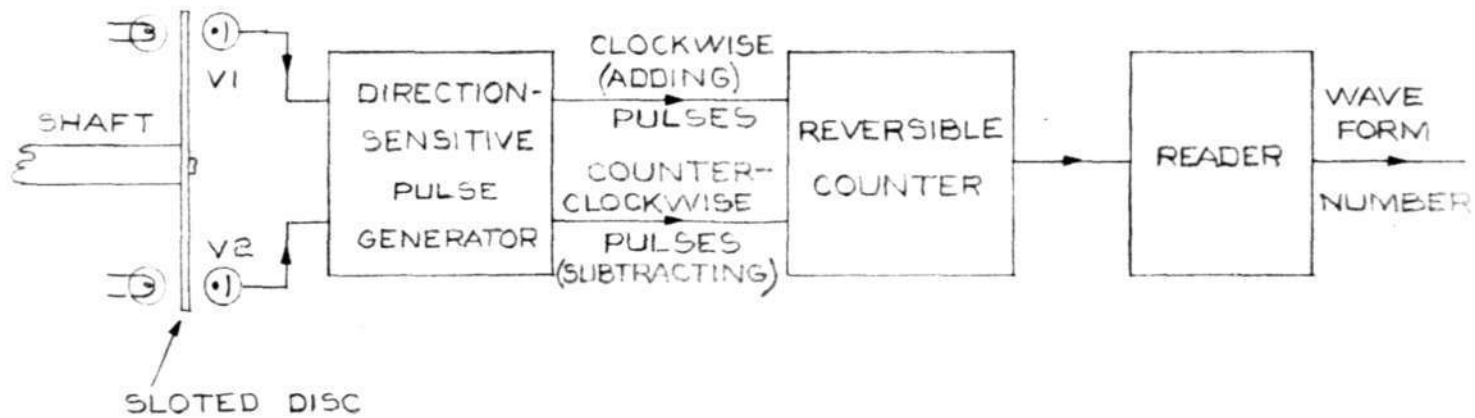 V1
SHAFT
V2
SLOTED DISC
DIRECTION-
SENSITIVE
PULSE
GENERATOR
CLOCKWISE
(ADDING)
PULSES
COUNTER-
CLOCKWISE
PULSES
(SUBTRACTING)
REVERSIBLE
COUNTER
READER
WAVE
FORM
NUMBER